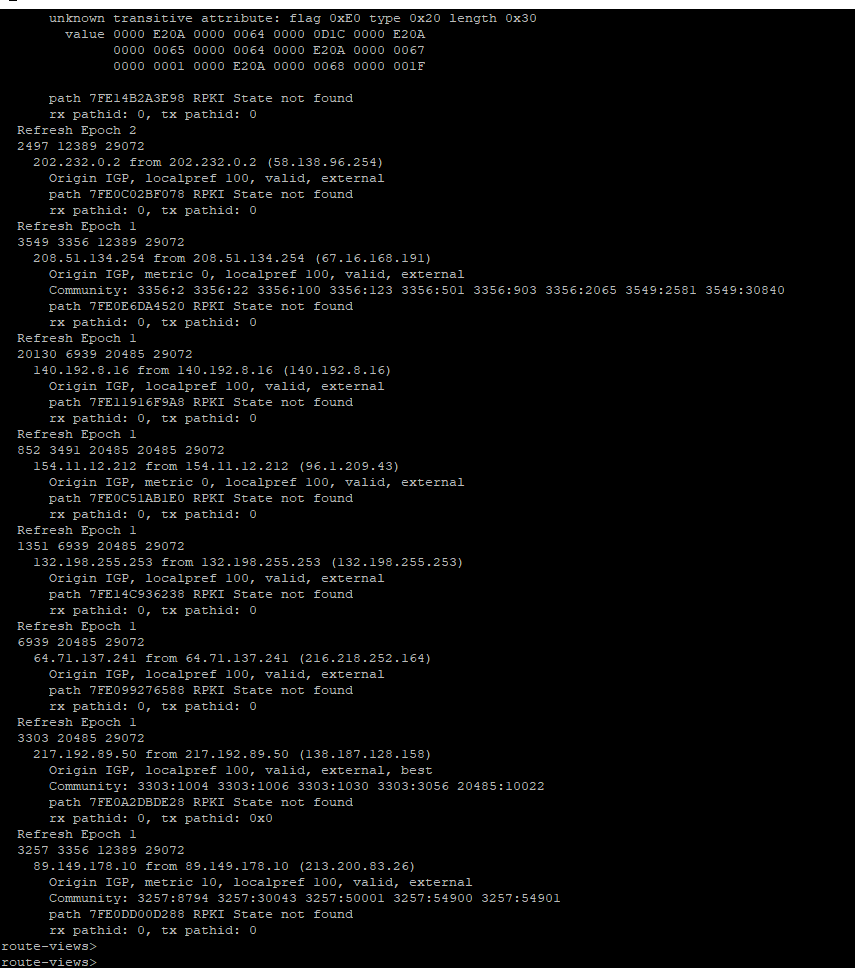 unknown transitive attribute: flag 0xE0 type 0x20 length 0x30
value 0000 E20A 0000 0064 0000 0D1C 0000 E20A
0000 0065 0000 0064 0000 E20A 0000 0067
0000 0001 0000 E20A 0000 0068 0000 001F
path 7FE14B2A3E98 RPKI State not found
rx pathid: 0, tx pathid: 0
Refresh Epoch 2
2497 12389 29072
202.232.0.2 from 202.232.0.2 (58.138.96.254)
Origin IGP, localpref 100, valid, external
path 7FE0C02BF078 RPKI State not found
rx pathid: 0, tx pathid: 0
Refresh Epoch 1
3549 3356 12389 29072
208.51.134.254 from 208.51.134.254 (67.16.168.191)
Origin IGP, metric 0, localpref 100, valid, external
Community: 3356:2 3356:22 3356:100 3356:123 3356:501 3356:903 3356:2065 3549:2581 3549:30840
path 7FE0E6DA4520 RPKI State not found
rx pathid: 0, tx pathid: 0
Refresh Epoch 1
20130 6939 20485 29072
140.192.8.16 from 140.192.8.16 (140.192.8.16)
Origin IGP, localpref 100, valid, external
path 7FE11916F9A8 RPKI State not found
rx pathid: 0, tx pathid: 0
Refresh Epoch 1
852 3491 20485 20485 29072
154.11.12.212 from 154.11.12.212 (96.1.209.43)
Origin IGP, metric 0, localpref 100, valid, external
path 7FE0C51AB1E0 RPKI State not found
rx pathid: 0, tx pathid: 0
Refresh Epoch 1
1351 6939 20485 29072
132.198.255.253 from 132.198.255.253 (132.198.255.253)
Origin IGP, localpref 100, valid, external
path 7FE14C936238 RPKI State not found
rx pathid: 0, tx pathid: 0
Refresh Epoch 1
6939 20485 29072
64.71.137.241 from 64.71.137.241 (216.218.252.164)
Origin IGP, localpref 100, valid, external
path 7FE099276588 RPKI State not found
rx pathid: 0, tx pathid: 0
Refresh Epoch 1
3303 20485 29072
217.192.89.50 from 217.192.89.50 (138.187.128.158)
Origin IGP, localpref 100, valid, external, best
Community: 3303:1004 3303:1006 3303:1030 3303:3056 20485:10022
path 7FE0A2DBDE28 RPKI State not found
rx pathid: 0, tx pathid: 0x0
Refresh Epoch 1
3257 3356 12389 29072
89.149.178.10 from 89.149.178.10 (213.200.83.26)
Origin IGP, metric 10, localpref 100, valid, external
Community: 3257:8794 3257:30043 3257:50001 3257:54900 3257:54901
path 7FE0DD00D288 RPKI State not found
rx pathid: 0, tx pathid: 0
route-views>
route-views>